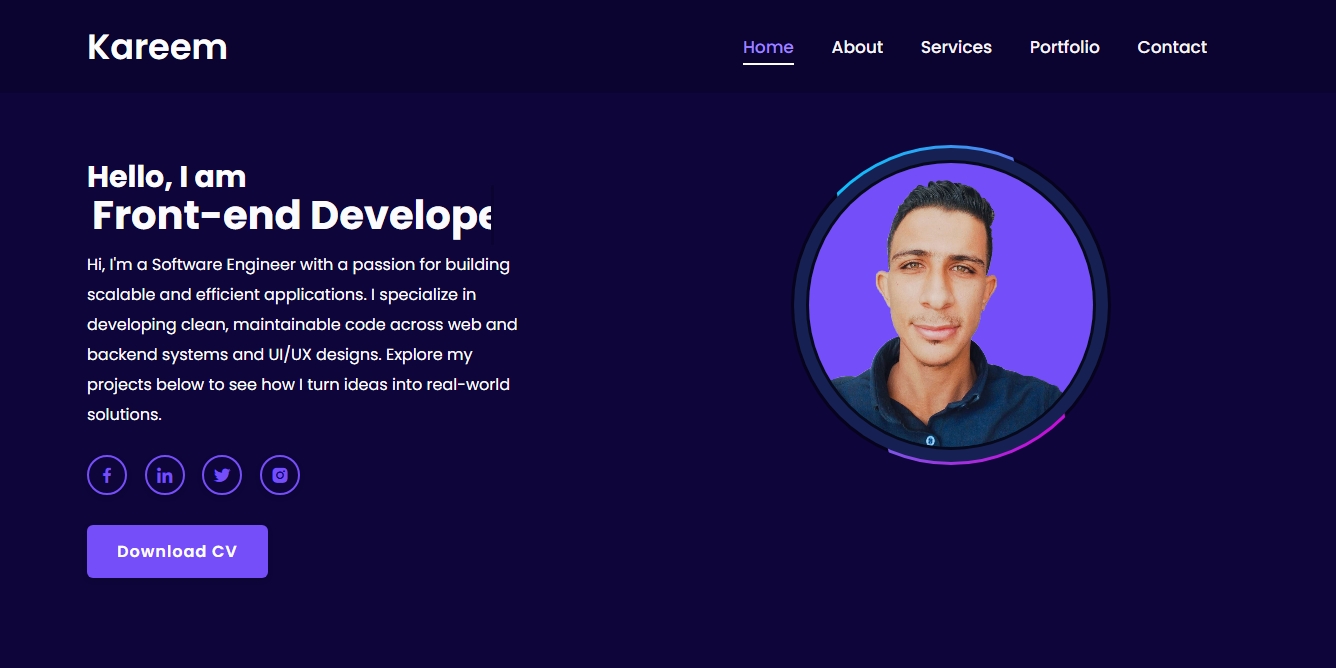 Kareem
Home About Services Portfolio Contact
Hello, I am
Front-end Develope
Hi, I'm a Software Engineer with a passion for building
scalable and efficient applications. I specialize in
developing clean, maintainable code across web and
backend systems and UI/UX designs. Explore my
projects below to see how I turn ideas into real-world
solutions.
Download CV